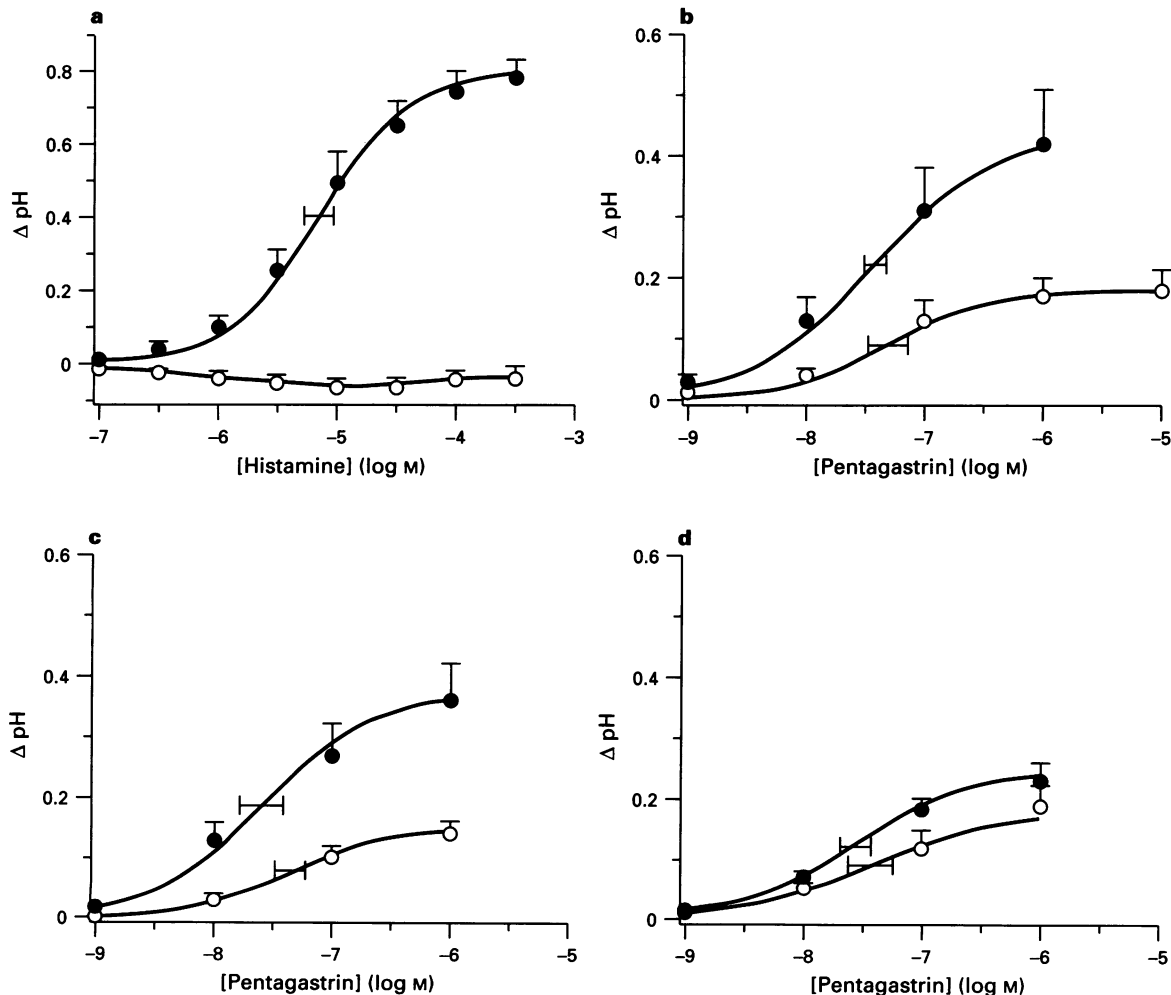 a
0.8
0.6
0.4
0.2
0
Δ pH
−7 −6 −5 −4 −3
[Histamine] (log M)
b
0.6
0.4
0.2
0
Δ pH
−9 −8 −7 −6 −5
[Pentagastrin] (log M)
c
0.6
0.4
0.2
0
Δ pH
−9 −8 −7 −6 −5
[Pentagastrin] (log M)
d
0.6
0.4
0.2
0
Δ pH
−9 −8 −7 −6 −5
[Pentagastrin] (log M)